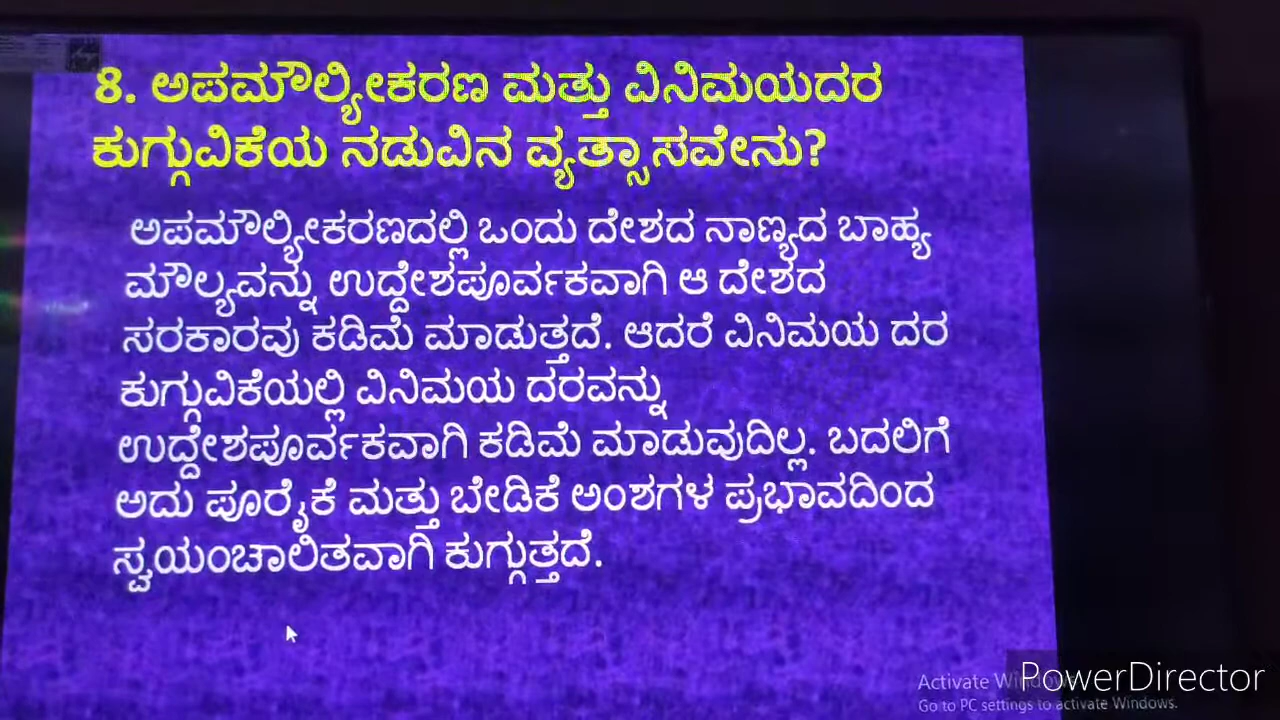 8. ಅಪಮೌಲ್ಯೀಕರಣ ಮತ್ತು ವಿನಿಮಯದರ
ಕುಗ್ಗುವಿಕೆಯ ನಡುವಿನ ವ್ಯತ್ಸಾಸವೇನು?
ಅಪಮೌಲ್ಯೀಕರಣದಲ್ಲಿ ಒಂದು ದೇಶದ ನಾಣ್ಯದ ಬಾಹ್ಯ
ಮೌಲ್ಯವನ್ನು ಉದ್ದೇಶಪೂರ್ವಕವಾಗಿ ಆ ದೇಶದ
ಸರಕಾರವು ಕಡಿಮೆ ಮಾಡುತ್ತದೆ. ಆದರೆ ವಿನಿಮಯ ದರ
ಕುಗ್ಗುವಿಕೆಯಲ್ಲಿ ವಿನಿಮಯ ದರವನ್ನು
ಉದ್ದೇಶಪೂರ್ವಕವಾಗಿ ಕಡಿಮೆ ಮಾಡುವುದಿಲ್ಲ. ಬದಲಿಗೆ
ಅದು ಪೂರೈಕೆ ಮತ್ತು ಬೇಡಿಕೆ ಅಂಶಗಳ ಪ್ರಭಾವದಿಂದ
ಸ್ವಯಂಚಾಲಿತವಾಗಿ ಕುಗ್ಗುತ್ತದೆ.
Activate Windows
PowerDirector
Go to PC settings to activate Windows.